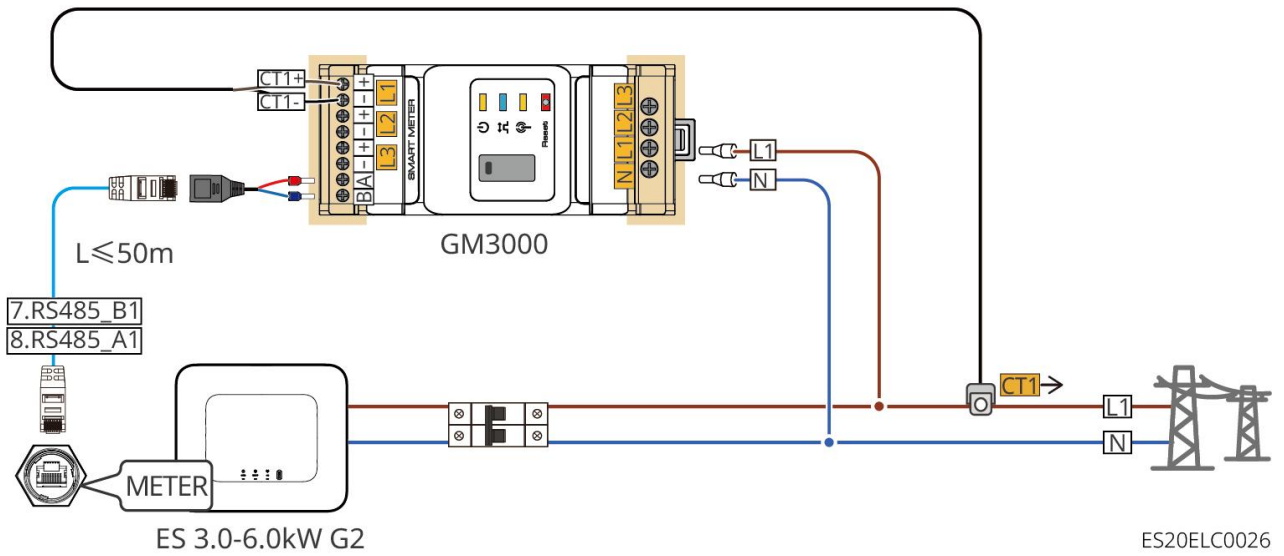 CT1+
CT1-
+
-
+
-
+
-
A
B
L1
L2
L3
SMART METER
Reset
L3
L2
L1
N
L1
N
GM3000
L≤50m
7.RS485_B1
8.RS485_A1
CT1
L1
N
METER
ES 3.0-6.0kW G2
ES20ELC0026